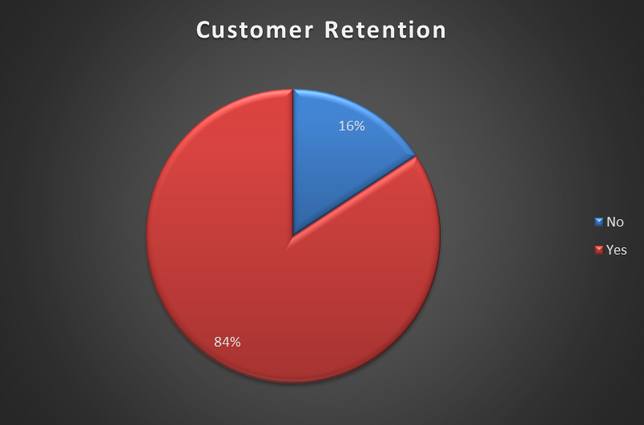 Customer Retention
16%
No
Yes
84%